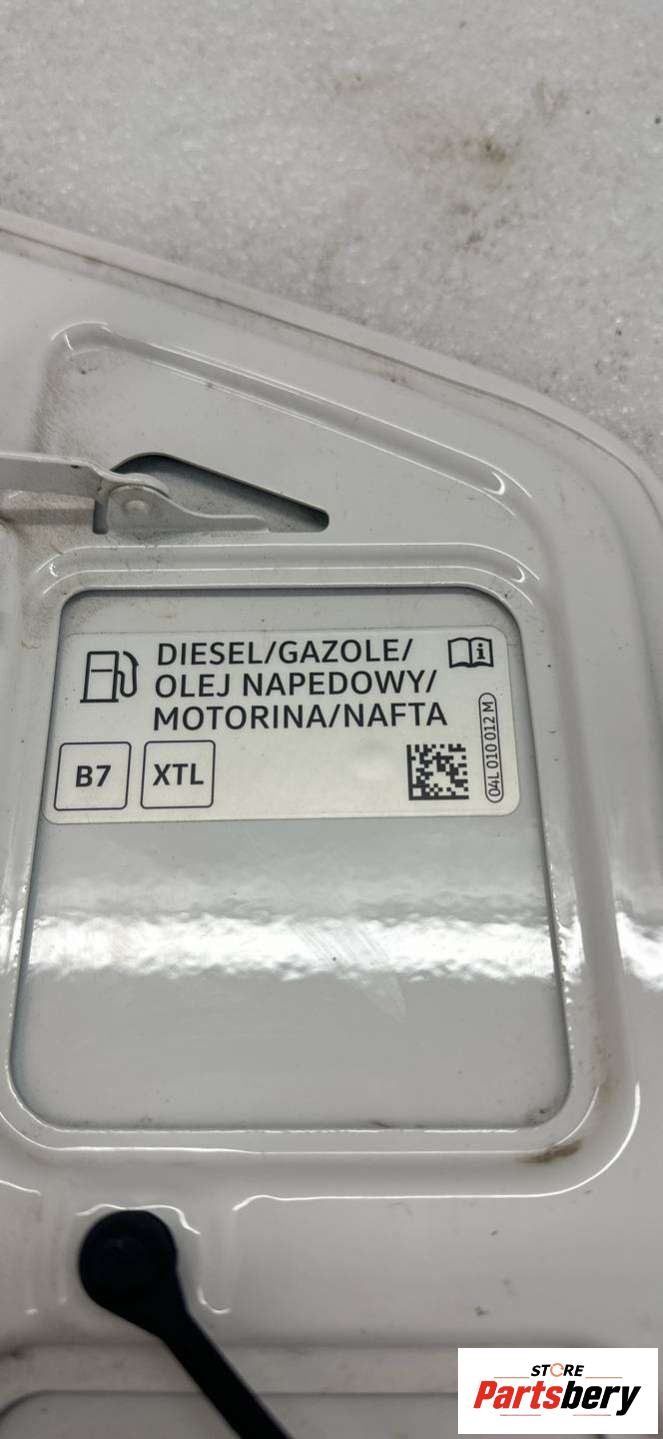 DIESEL/GAZOLE/
OLEJ NAPEDOWY/
MOTORINA/NAFTA
B7
XTL
04L 010 012 M
STORE
Partsbery